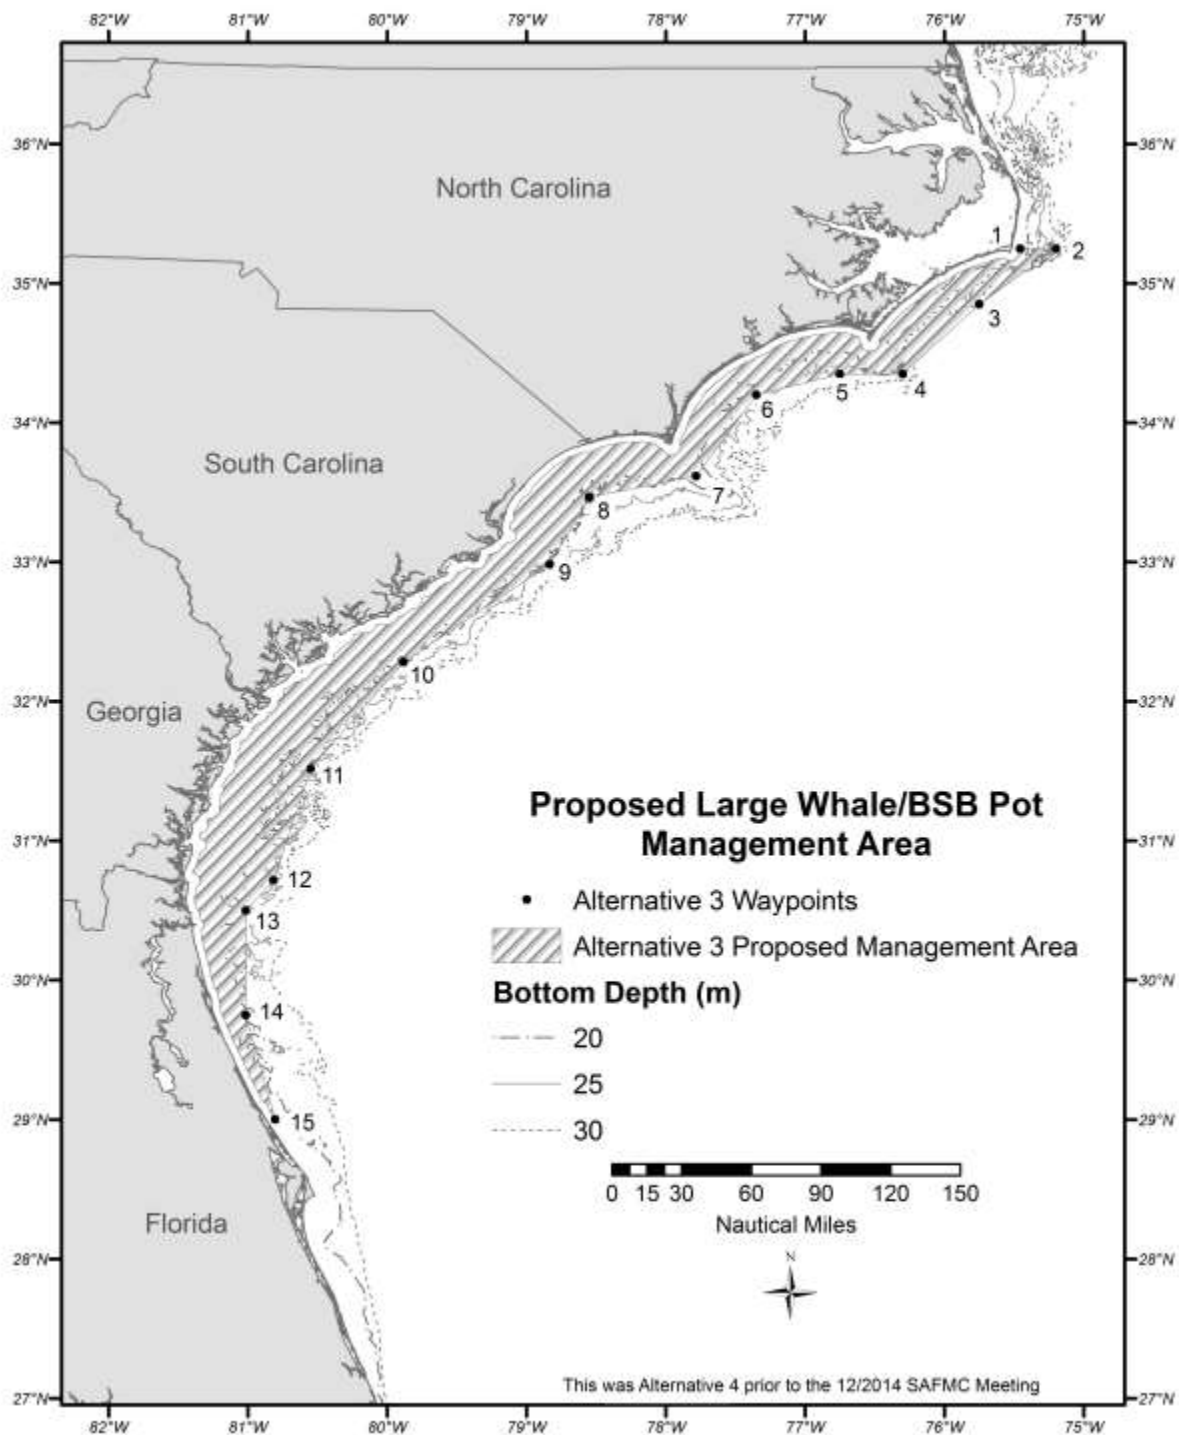 82°W 81°W 80°W 79°W 78°W 77°W 76°W 75°W
36°N 36°N
North Carolina
1 2
35°N 35°N
3
5 4
6
34°N 34°N
South Carolina
7
8
33°N 33°N
9
10
32°N 32°N
Georgia
11
Proposed Large Whale/BSB Pot
Management Area
31°N 31°N
12
Alternative 3 Waypoints
13
Alternative 3 Proposed Management Area
30°N 30°N
Bottom Depth (m)
14
20
25
29°N 29°N
15
30
0 15 30 60 90 120 150
Nautical Miles
Florida
N
28°N 28°N
This was Alternative 4 prior to the 12/2014 SAFMC Meeting
27°N 27°N
82°W 81°W 80°W 79°W 78°W 77°W 76°W 75°W